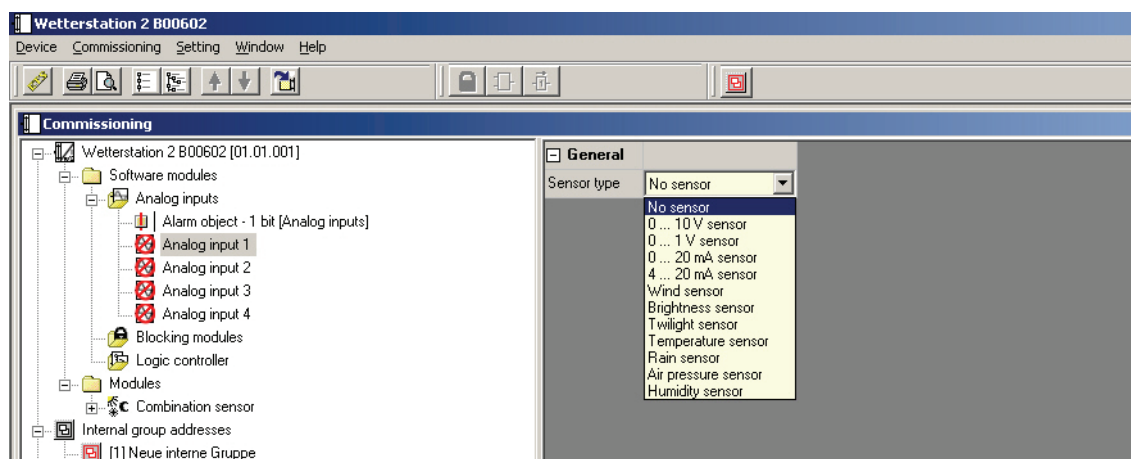 Wetterstation 2 B00602
Device Commissioning Setting Window Help
Commissioning
Wetterstation 2 B00602 [01.01.001]
Software modules
Analog inputs
Alarm object - 1 bit [Analog inputs]
Analog input 1
Analog input 2
Analog input 3
Analog input 4
Blocking modules
Logic controller
Modules
Combination sensor
Internal group addresses
[1] Neue interne Gruppe
General
Sensor type No sensor
No sensor
0 ... 10 V sensor
0 ... 1 V sensor
0 ... 20 mA sensor
4 ... 20 mA sensor
Wind sensor
Brightness sensor
Twilight sensor
Temperature sensor
Rain sensor
Air pressure sensor
Humidity sensor